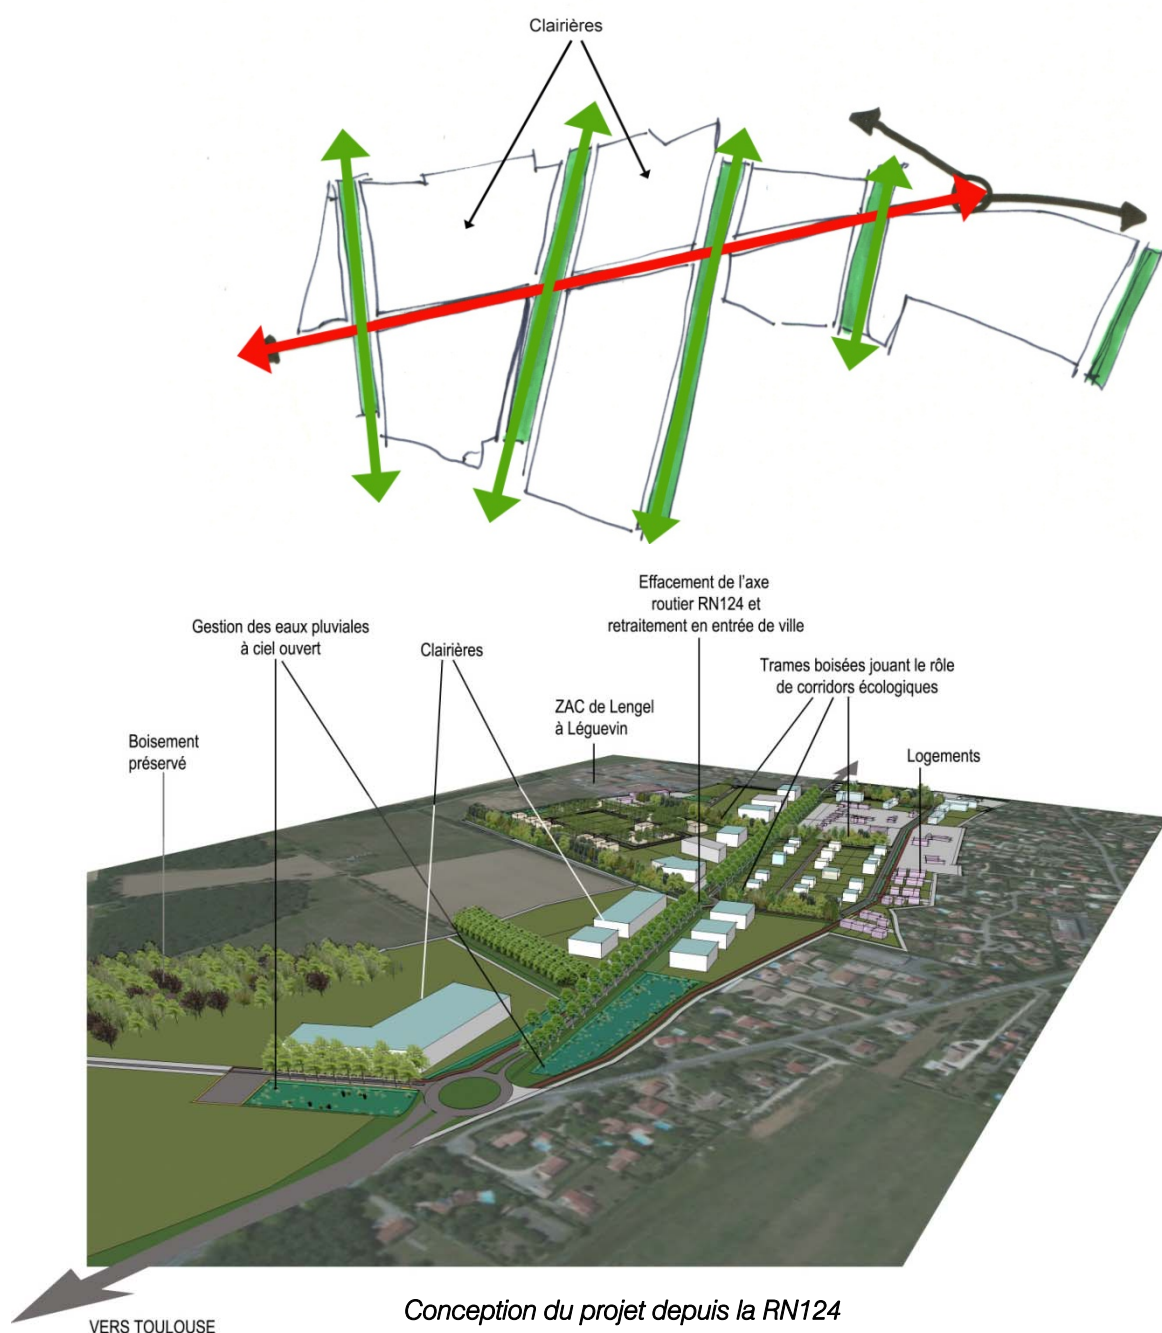 Clairières
Effacement de l'axe
routier RN124 et
retraitement en entrée de ville
Gestion des eaux pluviales
à ciel ouvert
Clairières
Trames boisées jouant le rôle
de corridors écologiques
ZAC de Lengel
à Léguevin
Boisement
préservé
Logements
VERS TOULOUSE
Conception du projet depuis la RN124